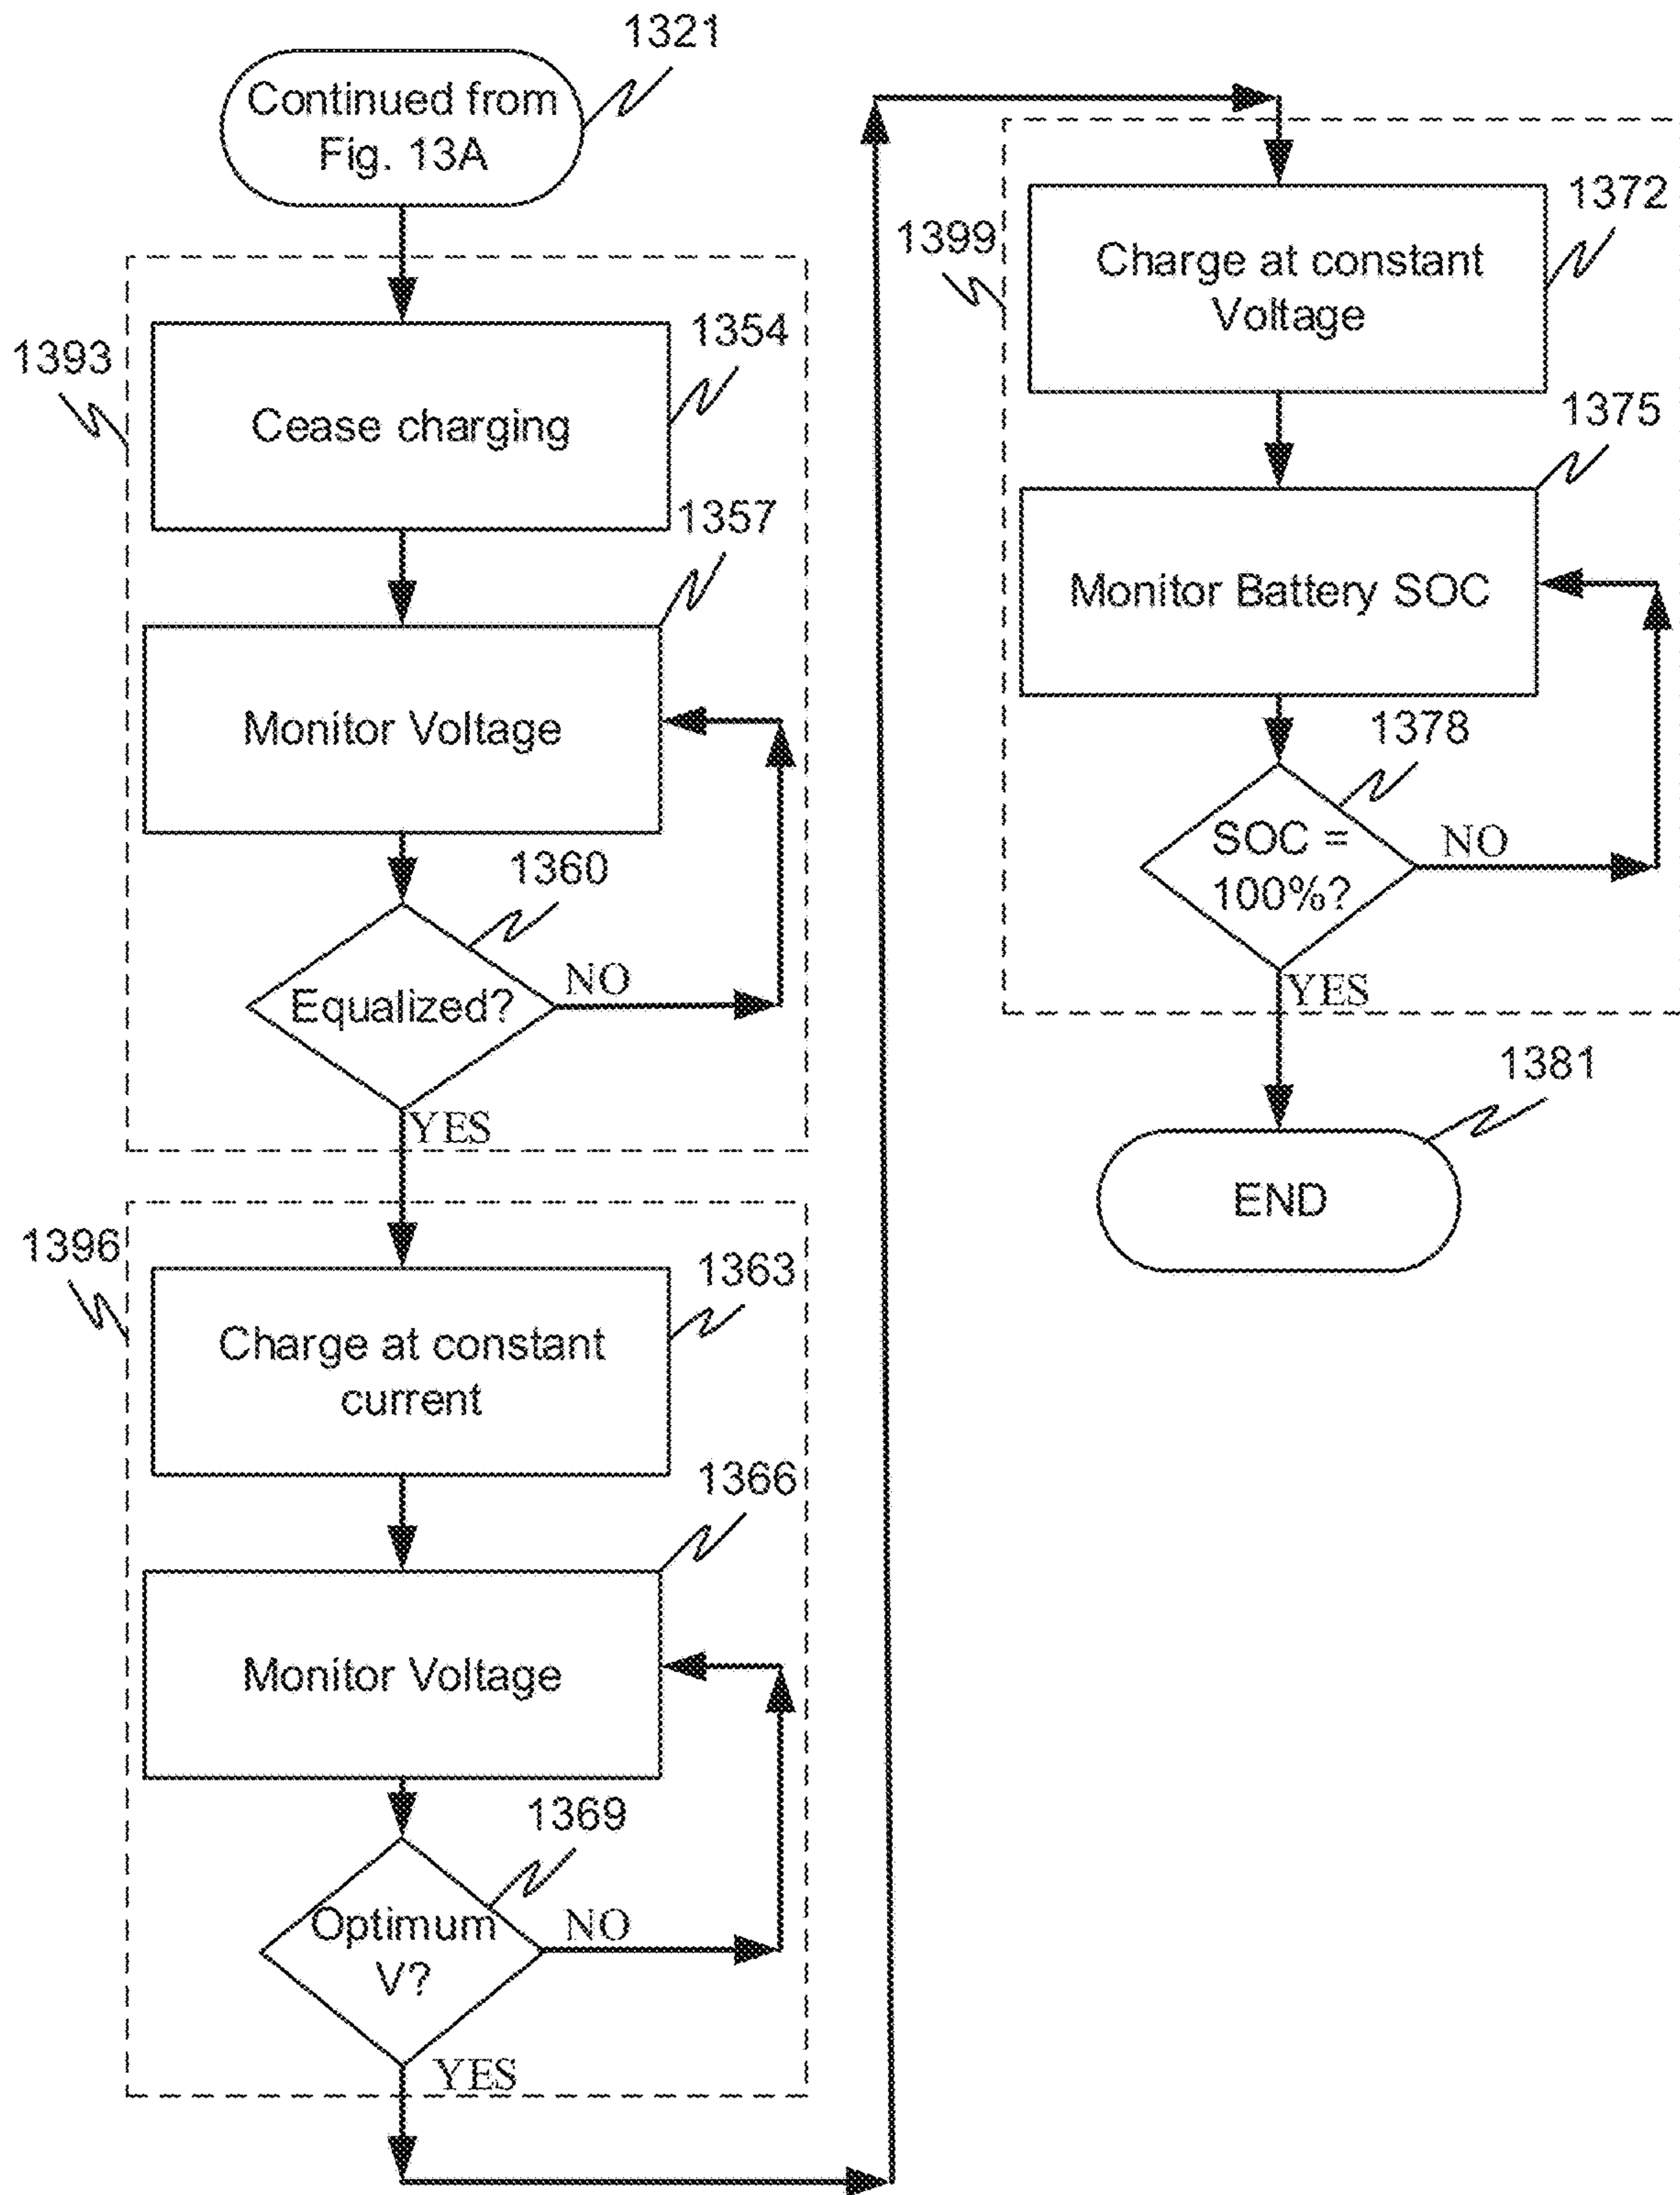 1321
Continued from
Fig. 13A
1393
1354
Cease charging
1357
Monitor Voltage
1360
Equalized?
NO
YES
1396
1363
Charge at constant
current
1366
Monitor Voltage
1369
Optimum
V?
NO
YES
1399
1372
Charge at constant
Voltage
1375
Monitor Battery SOC
1378
SOC =
100%?
NO
YES
1381
END